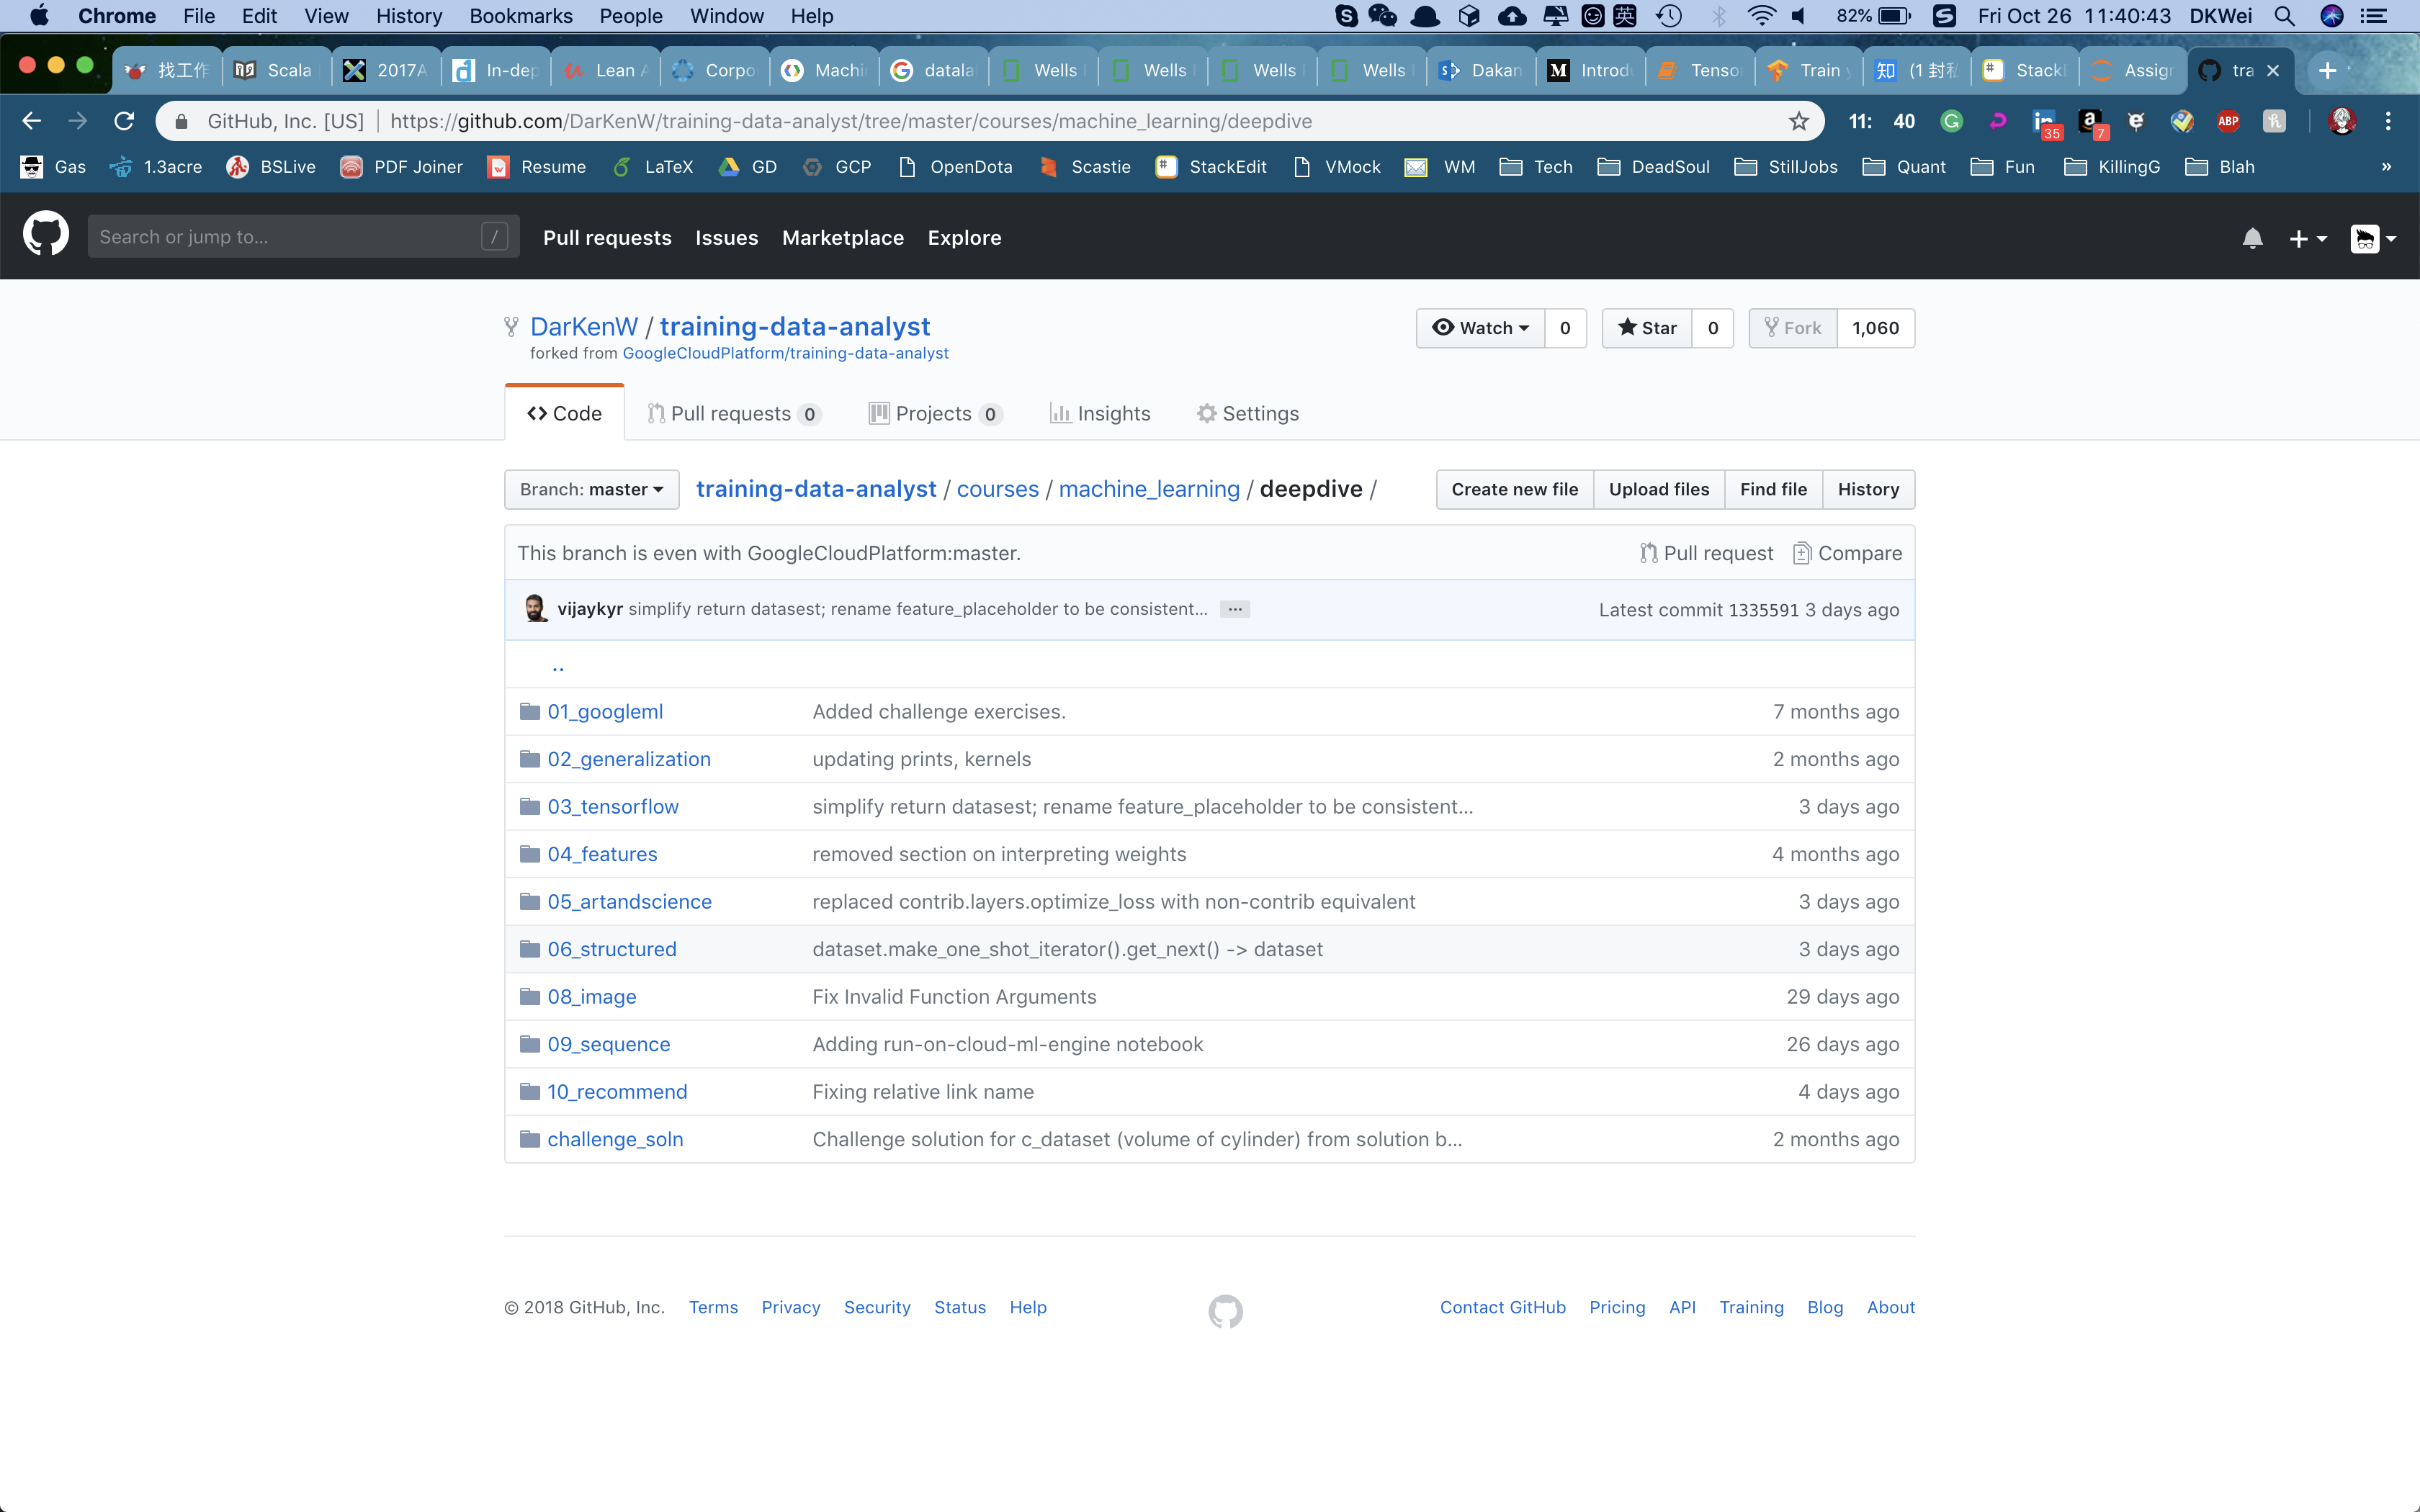 Chrome File Edit View History Bookmarks People Window Help 英 82% Fri Oct 26 11:40:43 DKWei
找工作 Scala 2017A In-dep Lean A Corpo Machi datala Wells Wells Wells Wells Dakan Introd Tenso Train y (1 封私 StackE Assign tra
GitHub, Inc. [US] https://github.com/DarKenW/training-data-analyst/tree/master/courses/machine_learning/deepdive 11: 40 35 7 ABP
Gas 1.3acre BSLive PDF Joiner Resume LaTeX GD GCP OpenDota Scastie StackEdit VMock WM Tech DeadSoul StillJobs Quant Fun KillingG Blah »
Search or jump to... / Pull requests Issues Marketplace Explore
DarKenW / training-data-analyst Watch 0 Star 0 Fork 1,060
forked from GoogleCloudPlatform/training-data-analyst
Code Pull requests 0 Projects 0 Insights Settings
Branch: master training-data-analyst / courses / machine_learning / deepdive / Create new file Upload files Find file History
This branch is even with GoogleCloudPlatform:master. Pull request Compare
vijaykyr simplify return datasest; rename feature_placeholder to be consistent... ... Latest commit 1335591 3 days ago
..
01_googleml Added challenge exercises. 7 months ago
02_generalization updating prints, kernels 2 months ago
03_tensorflow simplify return datasest; rename feature_placeholder to be consistent... 3 days ago
04_features removed section on interpreting weights 4 months ago
05_artandscience replaced contrib.layers.optimize_loss with non-contrib equivalent 3 days ago
06_structured dataset.make_one_shot_iterator().get_next() -> dataset 3 days ago
08_image Fix Invalid Function Arguments 29 days ago
09_sequence Adding run-on-cloud-ml-engine notebook 26 days ago
10_recommend Fixing relative link name 4 days ago
challenge_soln Challenge solution for c_dataset (volume of cylinder) from solution b... 2 months ago
© 2018 GitHub, Inc. Terms Privacy Security Status Help Contact GitHub Pricing API Training Blog About